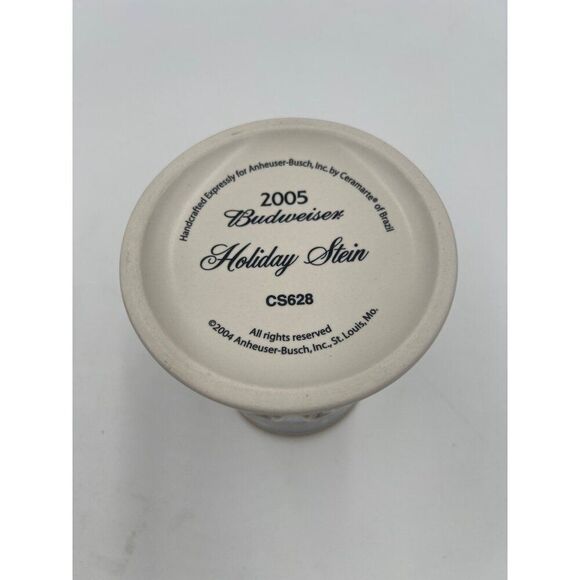 Handcrafted Expressly for Anheuser-Busch, Inc. by Ceramarte® of Brazil
2005
Budweiser
Holiday Stein
CS628
All rights reserved
©2004 Anheuser-Busch, Inc., St. Louis, Mo.